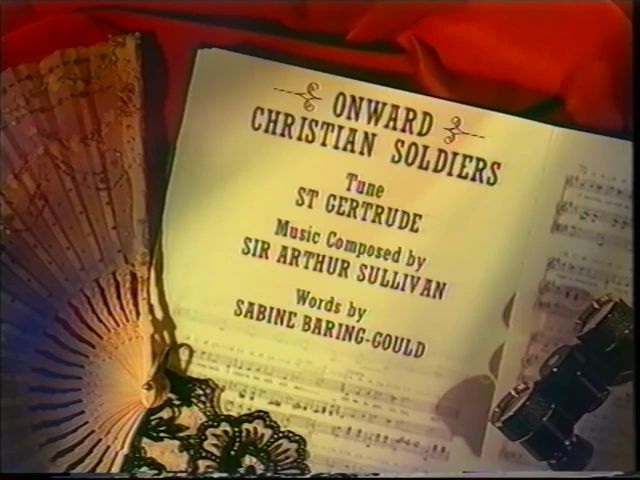 ONWARD
CHRISTIAN SOLDIERS
Tune
ST GERTRUDE
Music Composed by
SIR ARTHUR SULLIVAN
Words by
SABINE BARING-GOULD